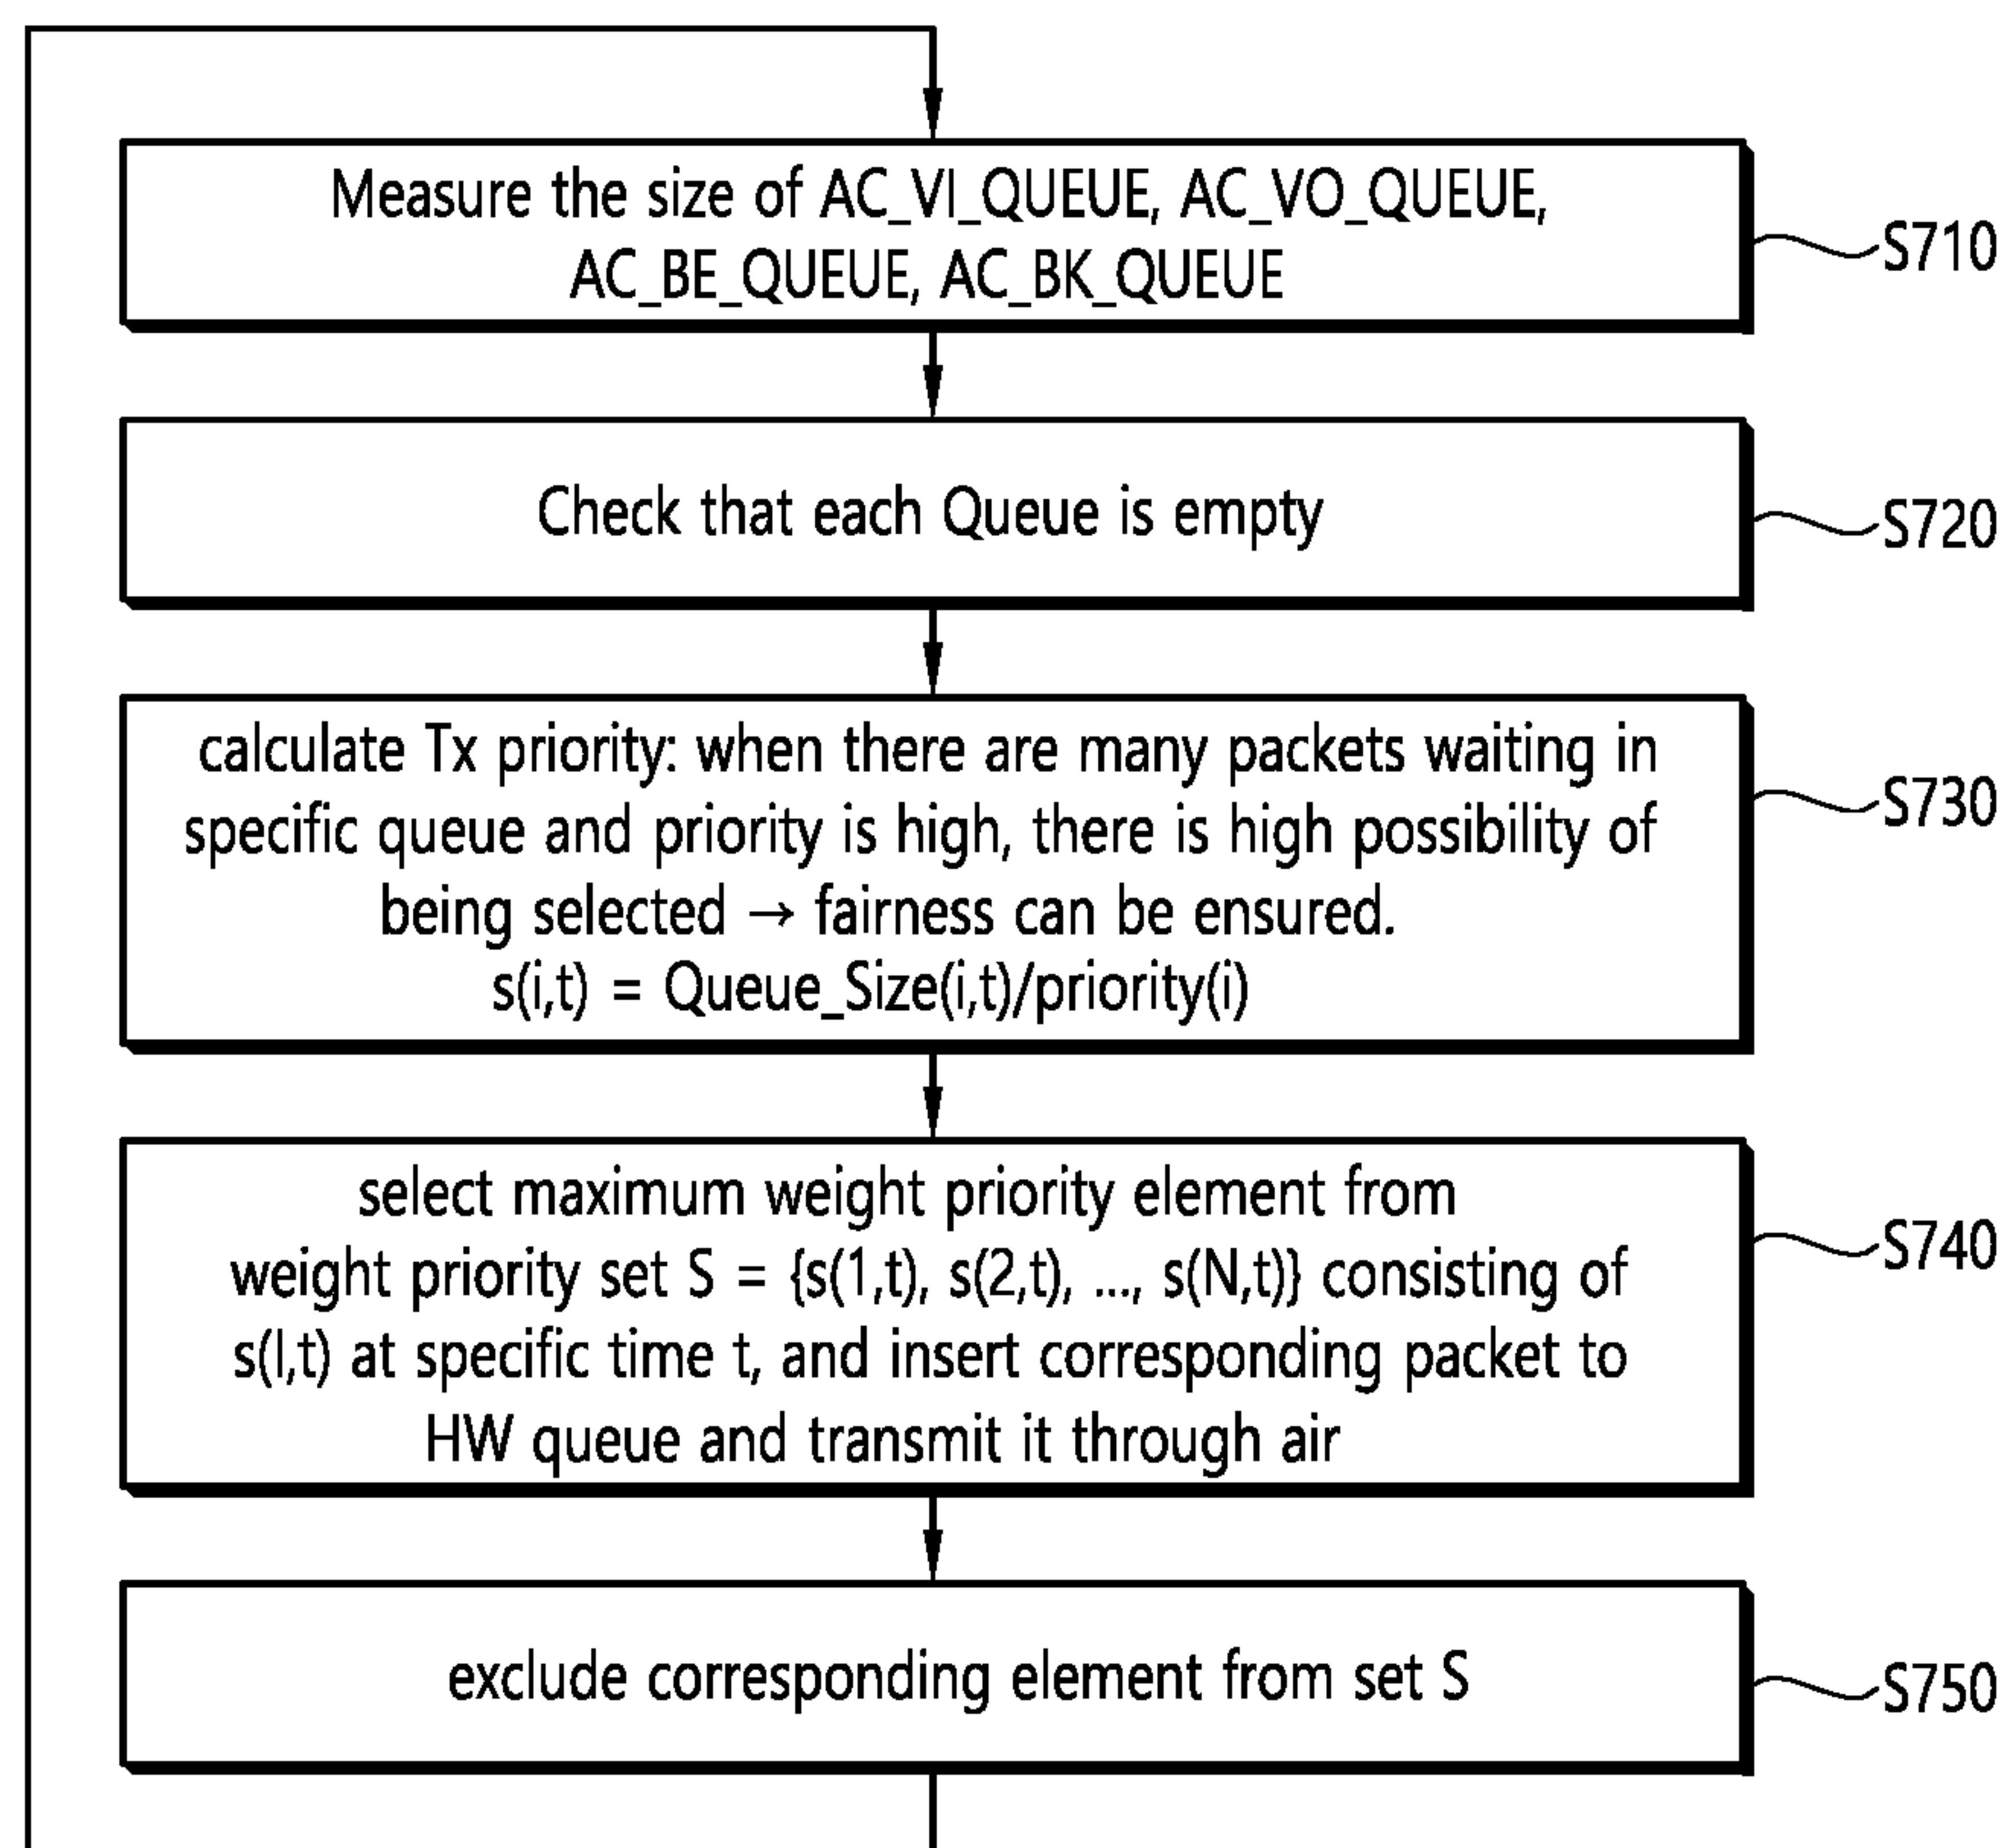 Measure the size of AC_VI_QUEUE, AC_VO_QUEUE,
AC_BE_QUEUE, AC_BK_QUEUE
S710
Check that each Queue is empty
S720
calculate Tx priority: when there are many packets waiting in
specific queue and priority is high, there is high possibility of
being selected → fairness can be ensured.
s(i,t) = Queue_Size(i,t)/priority(i)
S730
select maximum weight priority element from
weight priority set S = {s(1,t), s(2,t), ..., s(N,t)} consisting of
s(I,t) at specific time t, and insert corresponding packet to
HW queue and transmit it through air
S740
exclude corresponding element from set S
S750